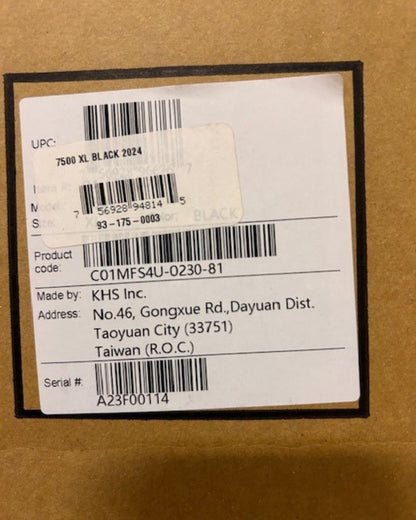 UPC:
7500 XL BLACK 2024
7 56928 94814 5
93-175-0003
BLACK
Product
code:
C01MFS4U-0230-81
Made by: KHS Inc.
Address: No.46, Gongxue Rd.,Dayuan Dist.
Taoyuan City (33751)
Taiwan (R.O.C.)
Serial #:
A23F00114